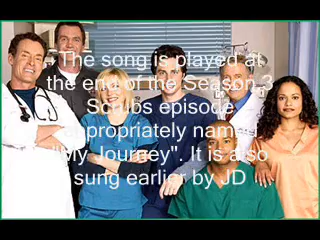 The song is played at
the end of the Season 3
Scrubs episode
appropriately named
"My Journey". It is also
sung earlier by JD